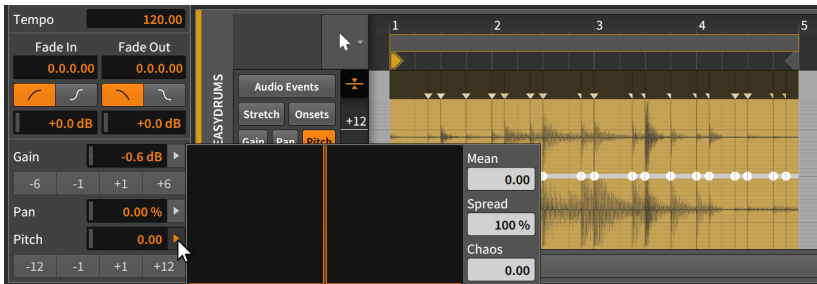 Tempo 120.00
Fade In Fade Out
0.0.0.00 0.0.0.00
+0.0 dB +0.0 dB
Gain -0.6 dB
-6 -1 +1 +6
Pan 0.00 %
Pitch 0.00
-12 -1 +1 +12
EASYDRUMS
1 2 3 4 5
Audio Events
Stretch Onsets
+12
Gain Pan Pitch
Mean
0.00
Spread
100 %
Chaos
0.00